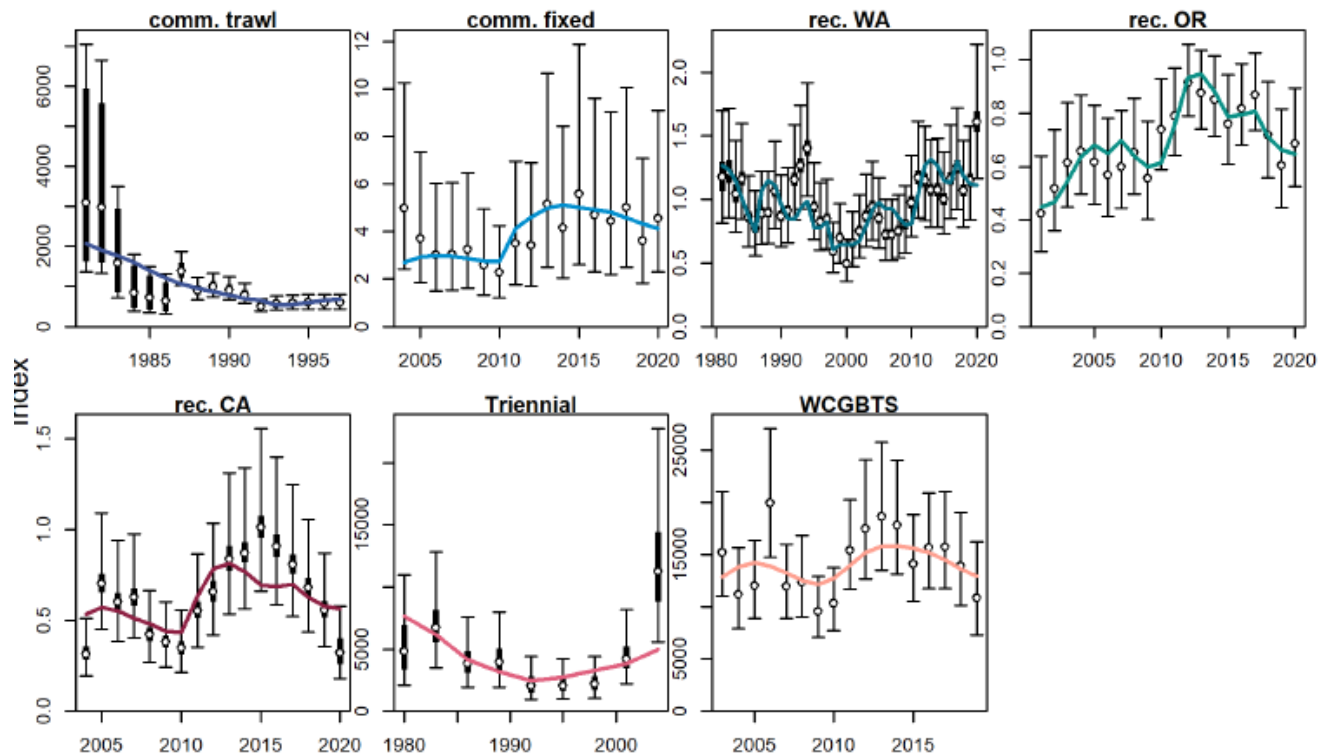 comm. trawl
0 2000 4000 6000
1985 1990 1995
comm. fixed
0 2 4 6 8 10 12
2005 2010 2015 2020
rec. WA
0.0 0.5 1.0 1.5 2.0
1980 1990 2000 2010 2020
rec. OR
0.0 0.2 0.4 0.6 0.8 1.0
2005 2010 2015 2020
Index
rec. CA
0.0 0.5 1.0 1.5
2005 2010 2015 2020
Triennial
0 5000 15000
1980 1990 2000
WCGBTS
0 5000 15000 25000
2005 2010 2015